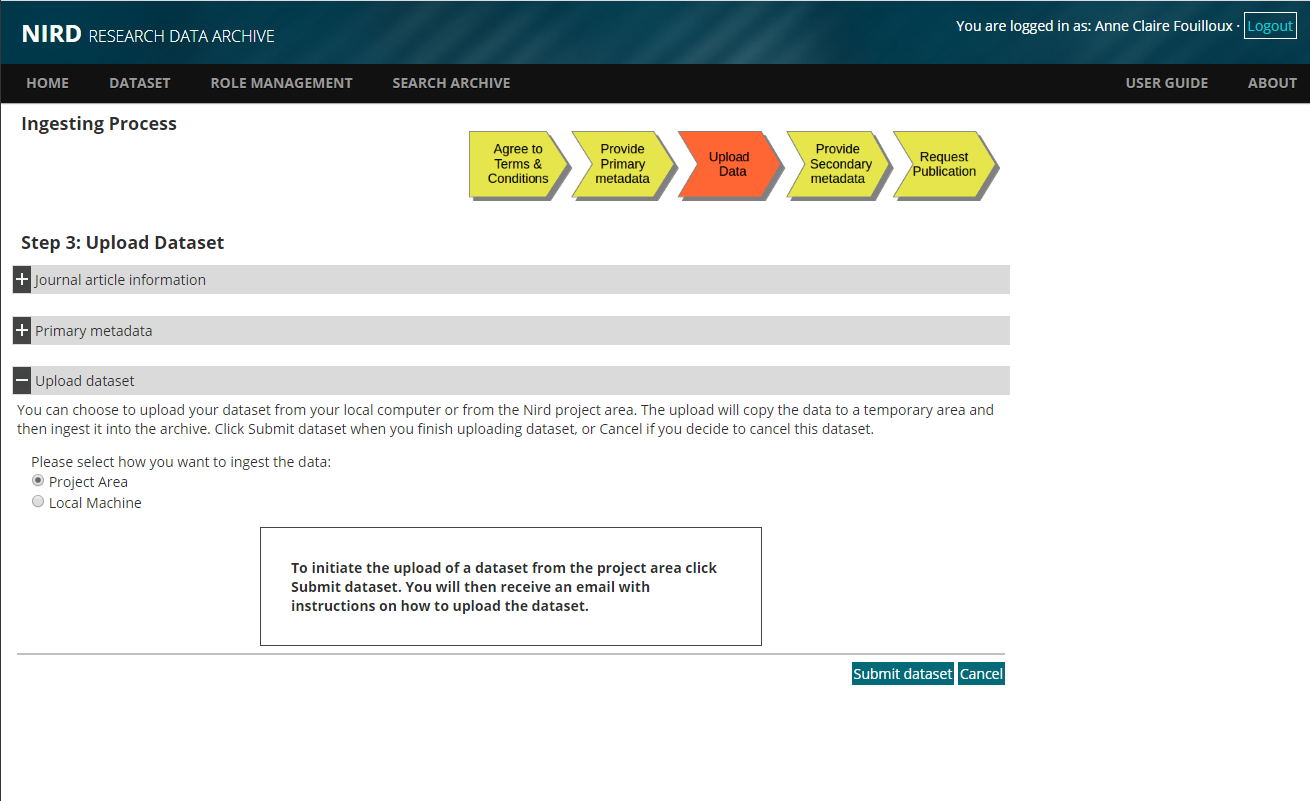 NIRD RESEARCH DATA ARCHIVE
You are logged in as: Anne Claire Fouilloux · Logout
HOME DATASET ROLE MANAGEMENT SEARCH ARCHIVE USER GUIDE ABOUT
Ingesting Process
Agree to
Terms &
Conditions
Provide
Primary
metadata
Upload
Data
Provide
Secondary
metadata
Request
Publication
Step 3: Upload Dataset
+ Journal article information
+ Primary metadata
− Upload dataset
You can choose to upload your dataset from your local computer or from the Nird project area. The upload will copy the data to a temporary area and
then ingest it into the archive. Click Submit dataset when you finish uploading dataset, or Cancel if you decide to cancel this dataset.
Please select how you want to ingest the data:
Project Area
Local Machine
To initiate the upload of a dataset from the project area click
Submit dataset. You will then receive an email with
instructions on how to upload the dataset.
Submit dataset Cancel